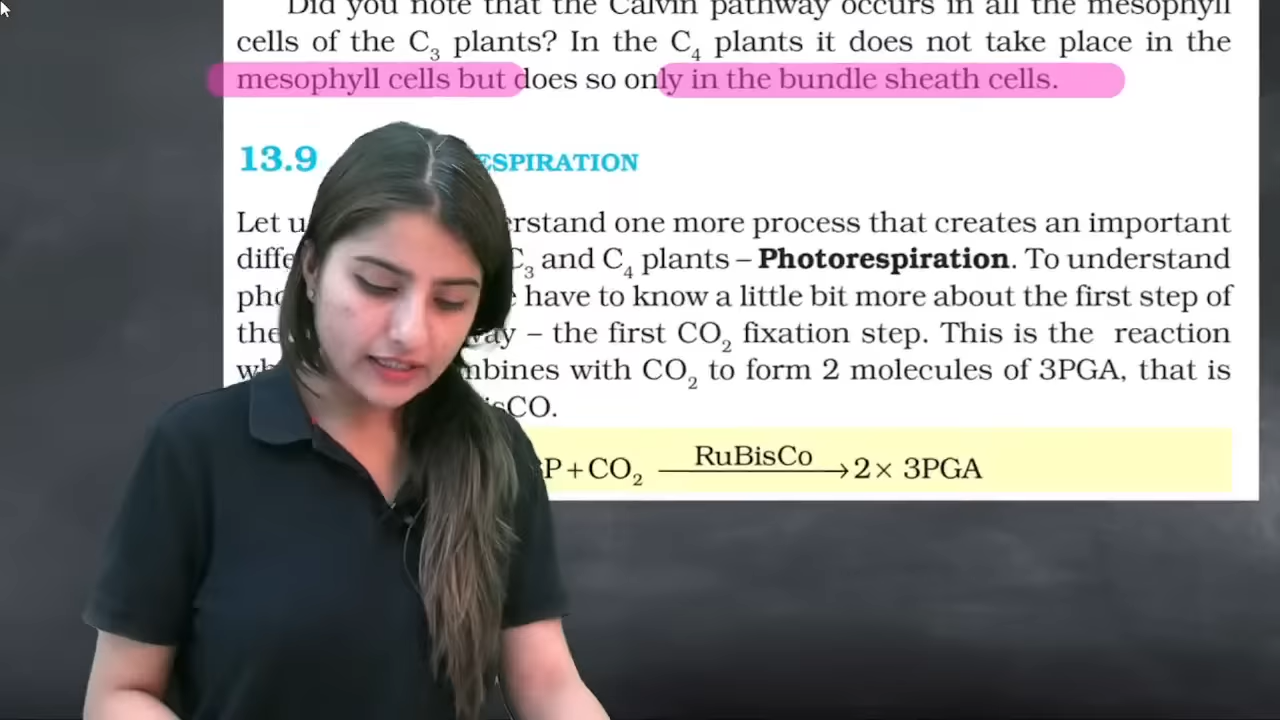 Did you note that the Calvin pathway occurs in all the mesophyll
cells of the C₃ plants? In the C₄ plants it does not take place in the
mesophyll cells but does so only in the bundle sheath cells.
13.9 ESPIRATION
Let u erstand one more process that creates an important
diffe C₃ and C₄ plants – Photorespiration. To understand
pho have to know a little bit more about the first step of
the way – the first CO₂ fixation step. This is the reaction
wh mbines with CO₂ to form 2 molecules of 3PGA, that is
isCO.
P+CO₂ RuBisCo → 2× 3PGA